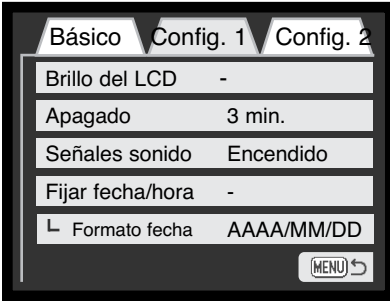 Básico Config. 1 Config. 2
Brillo del LCD -
Apagado 3 min.
Señales sonido Encendido
Fijar fecha/hora -
Formato fecha AAAA/MM/DD
MENU